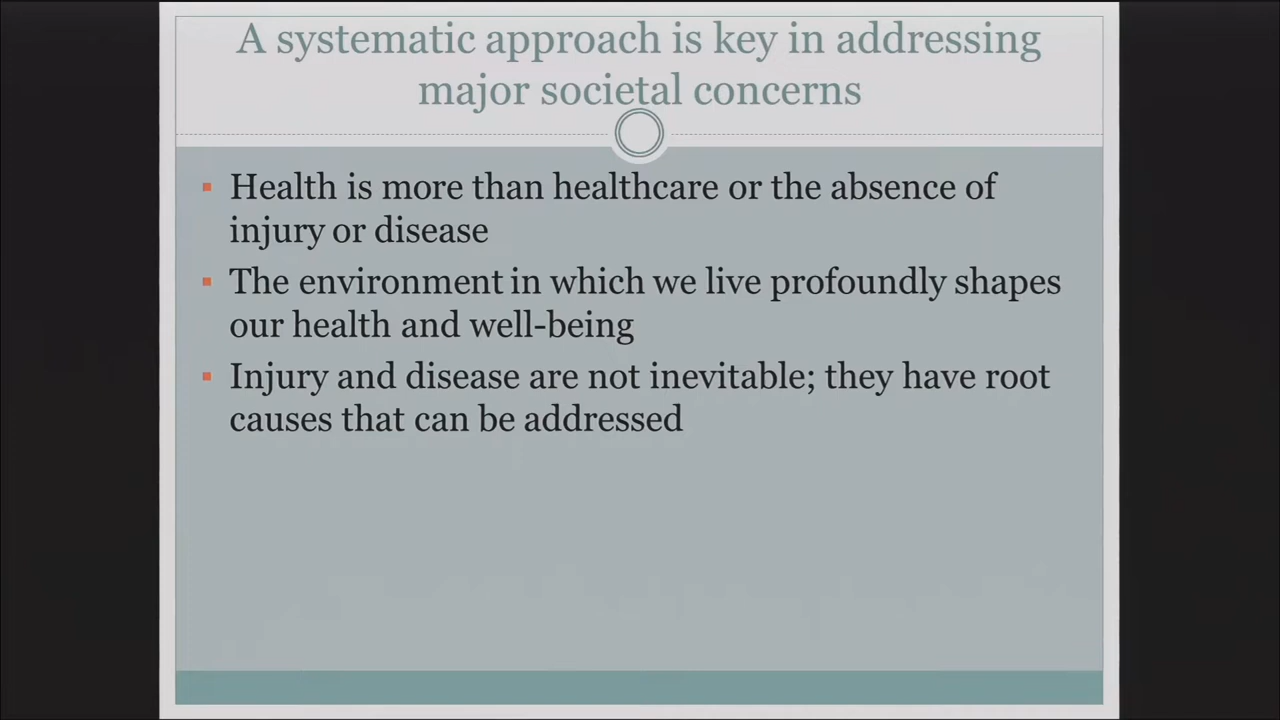 A systematic approach is key in addressing
major societal concerns
▪ Health is more than healthcare or the absence of
injury or disease
▪ The environment in which we live profoundly shapes
our health and well-being
▪ Injury and disease are not inevitable; they have root
causes that can be addressed